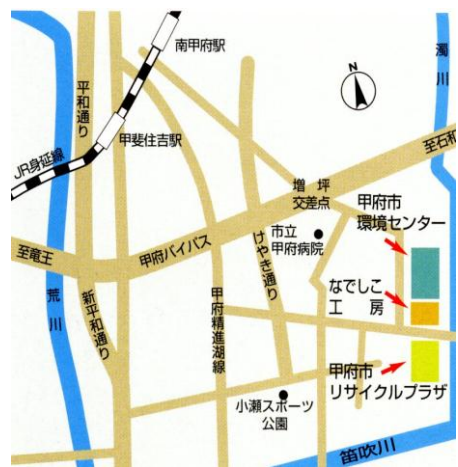 南甲府駅
N
濁川
平和通り
甲斐住吉駅
JR身延線
至石和
増坪
交差点
甲府市
環境センター
市立
甲府病院
甲府バイパス
けやき通り
至竜王
荒川
新平和通り
甲府精進湖線
なでしこ
工房
甲府市
リサイクルプラザ
小瀬スポーツ
公園
笛吹川